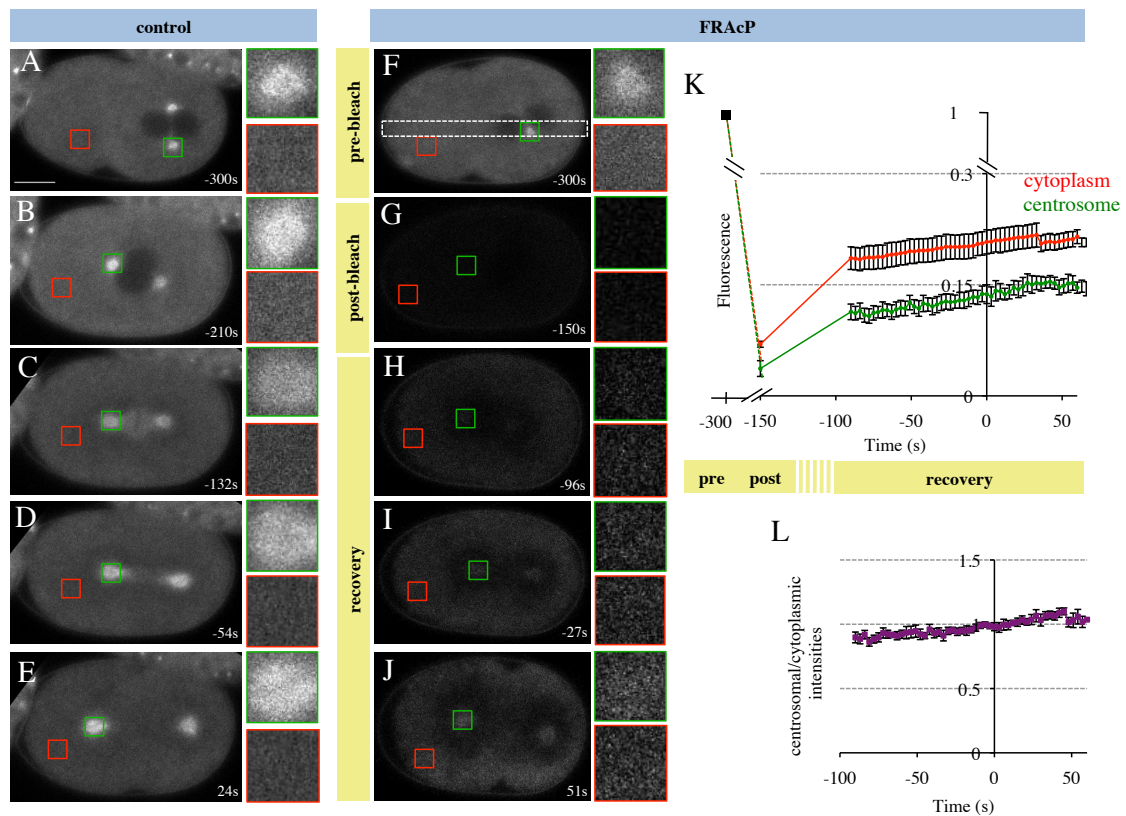 control
FRAcP
A
-300s
B
-210s
C
-132s
D
-54s
E
24s
pre-bleach
post-bleach
recovery
F
-300s
G
-150s
H
-96s
I
-27s
J
51s
K
1
0.3
cytoplasm
centrosome
Fluorescence
0.15
0
-300 -150 -100 -50 0 50
Time (s)
pre post recovery
L
1.5
1
0.5
0
centrosomal/cytoplasmic
intensities
-100 -50 0 50
Time (s)